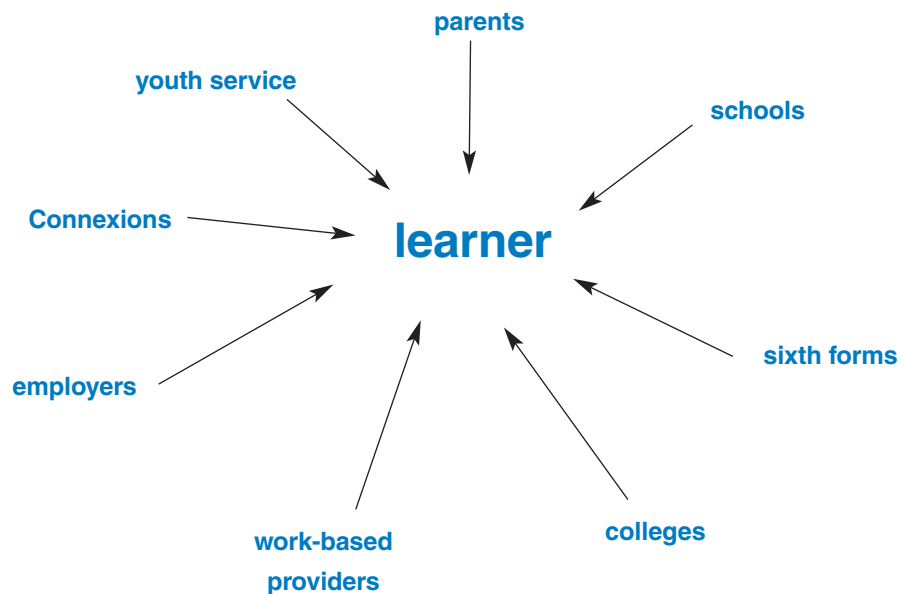 parents
youth service
schools
Connexions
learner
sixth forms
employers
colleges
work-based
providers